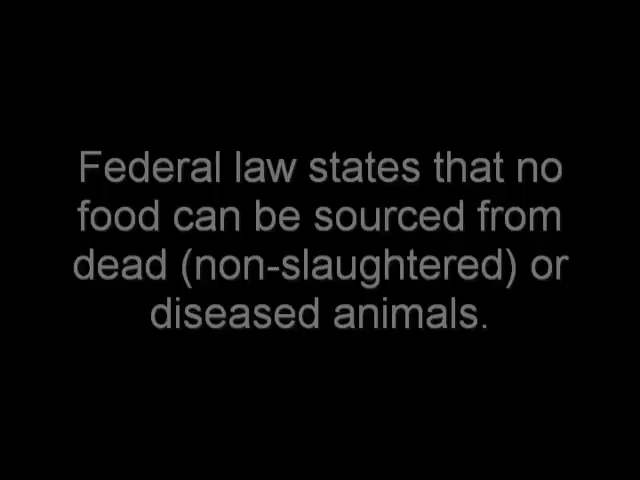 Federal law states that no
food can be sourced from
dead (non-slaughtered) or
diseased animals.